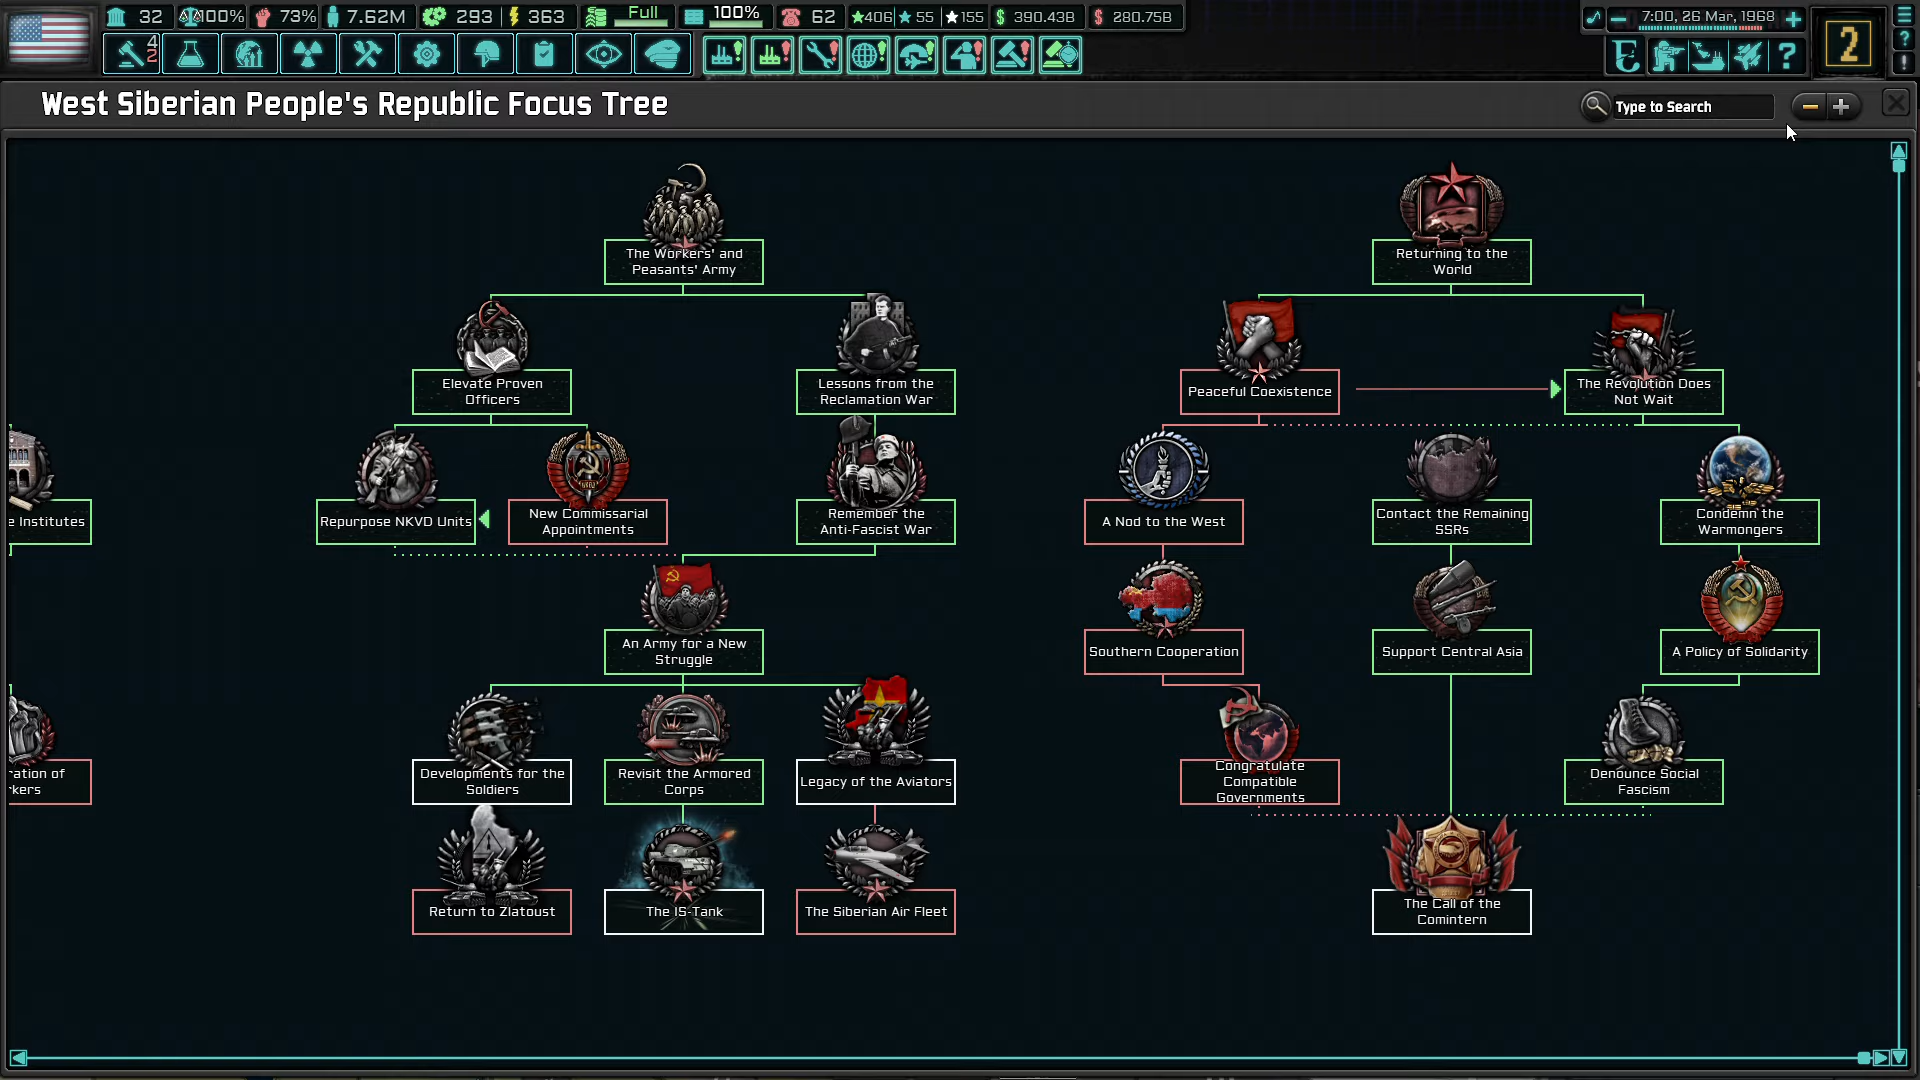 32 100% 73% 7.62M 293 363 Full 100% 62 406 55 155 $ 390.43B $ 280.75B 7:00, 26 Mar, 1968
4
2
2
West Siberian People's Republic Focus Tree
Type to Search
The Workers' and
Peasants' Army
Returning to the
World
Elevate Proven
Officers
Lessons from the
Reclamation War
Peaceful Coexistence
The Revolution Does
Not Wait
e Institutes
Repurpose NKVD Units
New Commissarial
Appointments
Remember the
Anti-Fascist War
A Nod to the West
Contact the Remaining
SSRs
Condemn the
Warmongers
An Army for a New
Struggle
Southern Cooperation
Support Central Asia
A Policy of Solidarity
ration of
kers
Developments for the
Soldiers
Revisit the Armored
Corps
Legacy of the Aviators
Congratulate
Compatible
Governments
Denounce Social
Fascism
Return to Zlatoust
The IS-Tank
The Siberian Air Fleet
The Call of the
Comintern